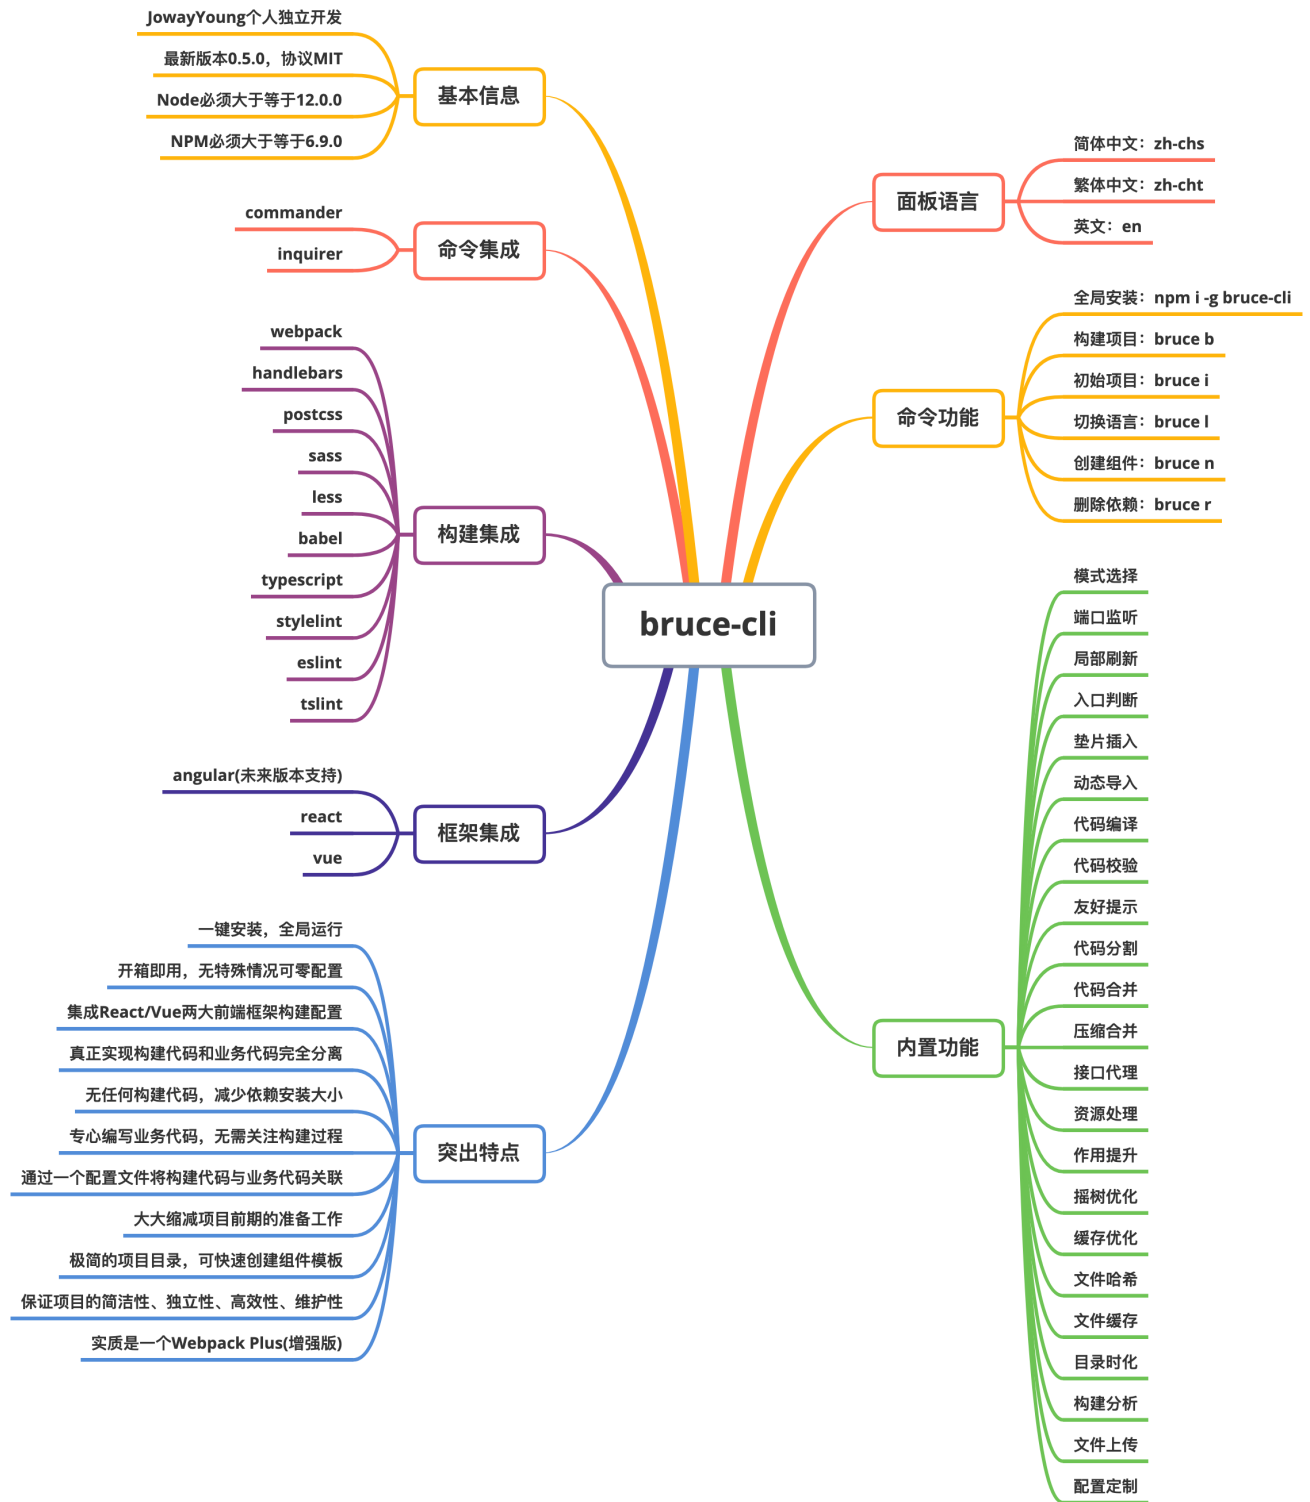 bruce-cli
基本信息
JowayYoung个人独立开发
最新版本0.5.0，协议MIT
Node必须大于等于12.0.0
NPM必须大于等于6.9.0
命令集成
commander
inquirer
构建集成
webpack
handlebars
postcss
sass
less
babel
typescript
stylelint
eslint
tslint
框架集成
angular(未来版本支持)
react
vue
突出特点
一键安装，全局运行
开箱即用，无特殊情况可零配置
集成React/Vue两大前端框架构建配置
真正实现构建代码和业务代码完全分离
无任何构建代码，减少依赖安装大小
专心编写业务代码，无需关注构建过程
通过一个配置文件将构建代码与业务代码关联
大大缩减项目前期的准备工作
极简的项目目录，可快速创建组件模板
保证项目的简洁性、独立性、高效性、维护性
实质是一个Webpack Plus(增强版)
面板语言
简体中文：zh-chs
繁体中文：zh-cht
英文：en
命令功能
全局安装：npm i -g bruce-cli
构建项目：bruce b
初始项目：bruce i
切换语言：bruce l
创建组件：bruce n
删除依赖：bruce r
内置功能
模式选择
端口监听
局部刷新
入口判断
垫片插入
动态导入
代码编译
代码校验
友好提示
代码分割
代码合并
压缩合并
接口代理
资源处理
作用提升
摇树优化
缓存优化
文件哈希
文件缓存
目录时化
构建分析
文件上传
配置定制